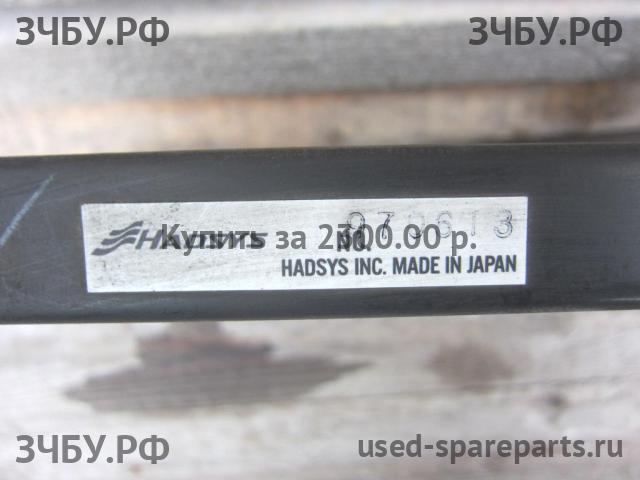 ЗЧБУ.РФ ЗЧБУ.РФ
Купить за 2500.00 р.
HADSYS INC. MADE IN JAPAN
ЗЧБУ.РФ used-spareparts.ru